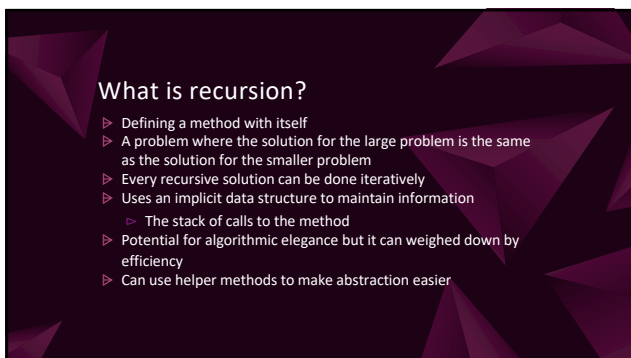 What is recursion?
Defining a method with itself
A problem where the solution for the large problem is the same
as the solution for the smaller problem
Every recursive solution can be done iteratively
Uses an implicit data structure to maintain information
The stack of calls to the method
Potential for algorithmic elegance but it can weighed down by
efficiency
Can use helper methods to make abstraction easier